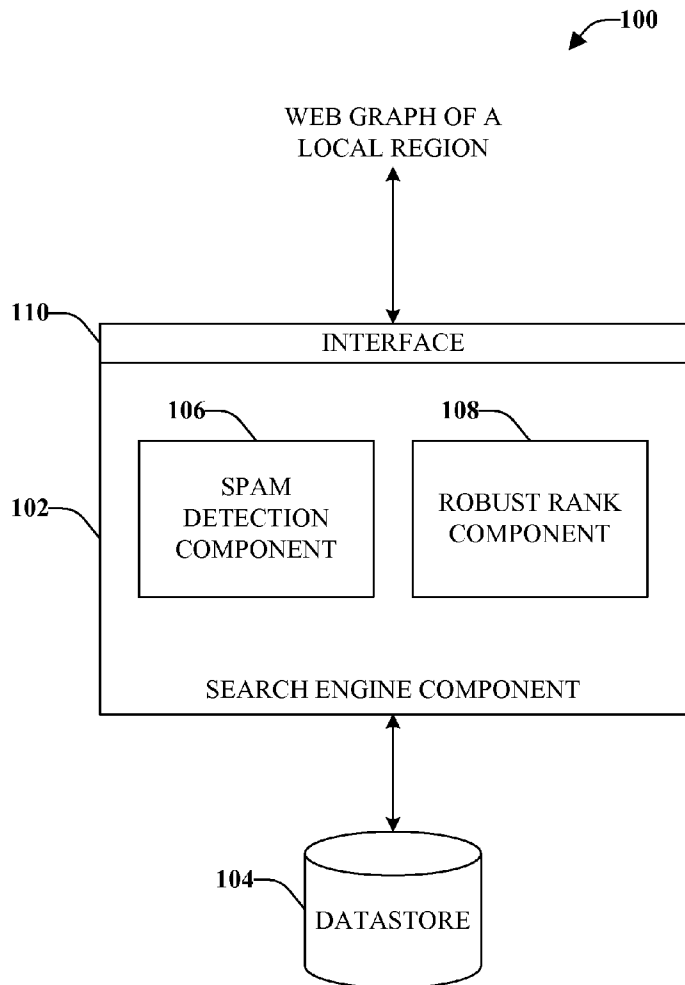 100
WEB GRAPH OF A
LOCAL REGION
110
INTERFACE
106
108
SPAM
DETECTION
COMPONENT
ROBUST RANK
COMPONENT
102
SEARCH ENGINE COMPONENT
104
DATASTORE